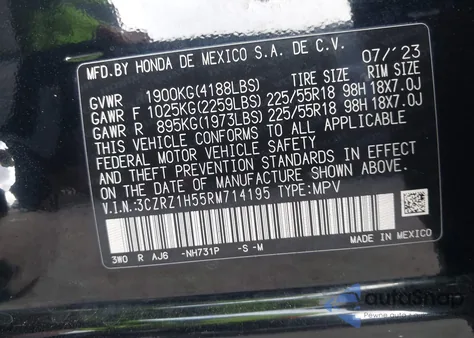 MFD.BY HONDA DE MEXICO S.A. DE C.V. 07/'23
GVWR 1900KG(4188LBS) TIRE SIZE RIM SIZE
GAWR F 1025KG(2259LBS) 225/55R18 98H 18X7.0J
GAWR R 895KG(1973LBS) 225/55R18 98H 18X7.0J
THIS VEHICLE CONFORMS TO ALL APPLICABLE
FEDERAL MOTOR VEHICLE SAFETY
AND THEFT PREVENTION STANDARDS IN EFFECT
ON THE DATE OF MANUFACTURE SHOWN ABOVE.
V.I.N.:3CZRZ1H55RM714195 TYPE:MPV
3W0 R AJ6 -NH731P -S -M MADE IN MEXICO
autaSnap
Pewne auto z